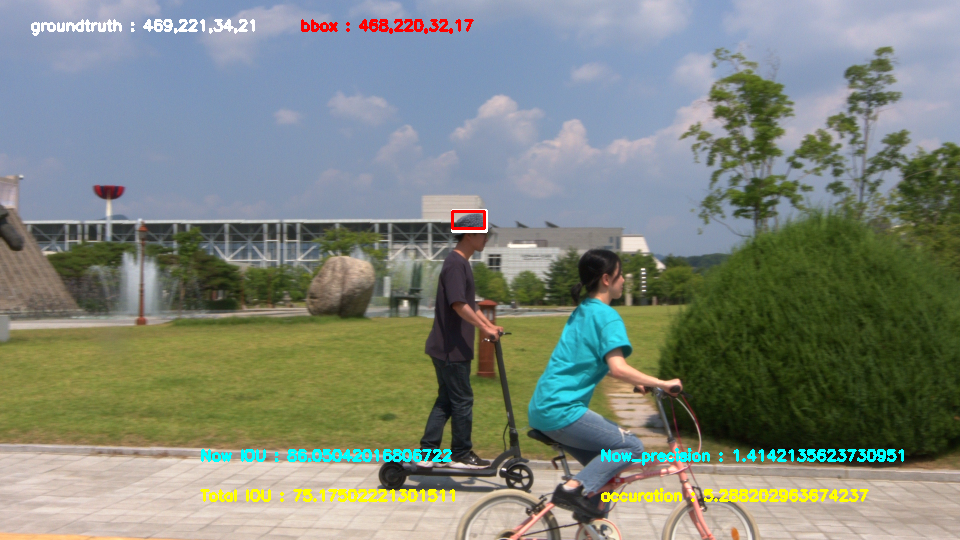 groundtruth : 469,221,34,21
bbox : 468,220,32,17
Now IOU : 86.05042016806722
Now_precision : 1.4142135623730951
Total IOU : 75.17502221301511
accuration : 5.288202963674237